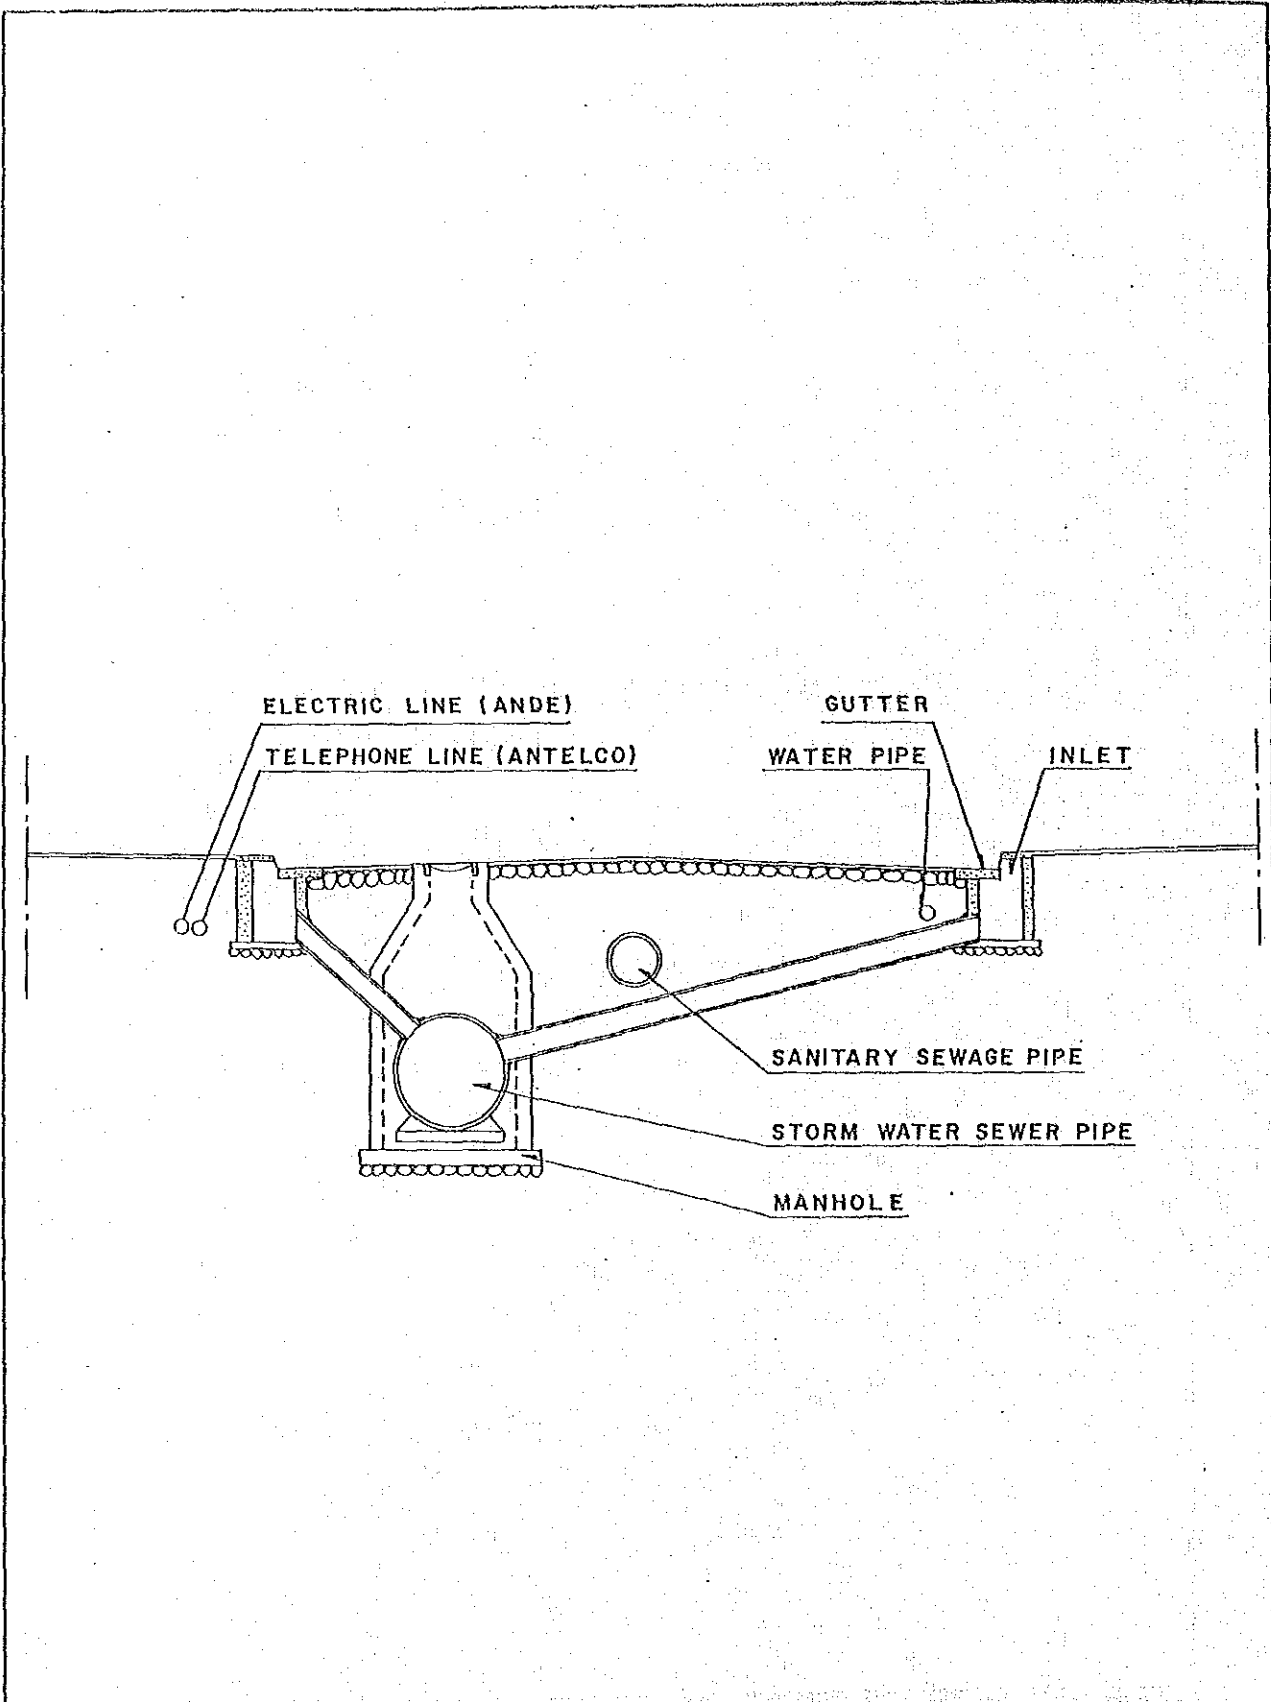 ELECTRIC LINE (ANDE)
TELEPHONE LINE (ANTELCO)
GUTTER
WATER PIPE
INLET
SANITARY SEWAGE PIPE
STORM WATER SEWER PIPE
MANHOLE